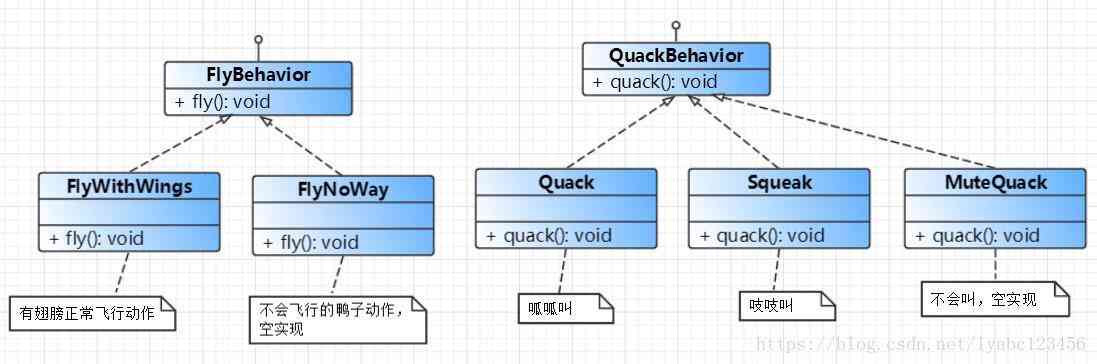 FlyBehavior
+ fly(): void
FlyWithWings
+ fly(): void
有翅膀正常飞行动作
FlyNoWay
+ fly(): void
不会飞行的鸭子动作，
空实现
QuackBehavior
+ quack(): void
Quack
+ quack(): void
呱呱叫
Squeak
+ quack(): void
吱吱叫
MuteQuack
+ quack(): void
不会叫，空实现
https://blog.csdn.net/lyabc123456